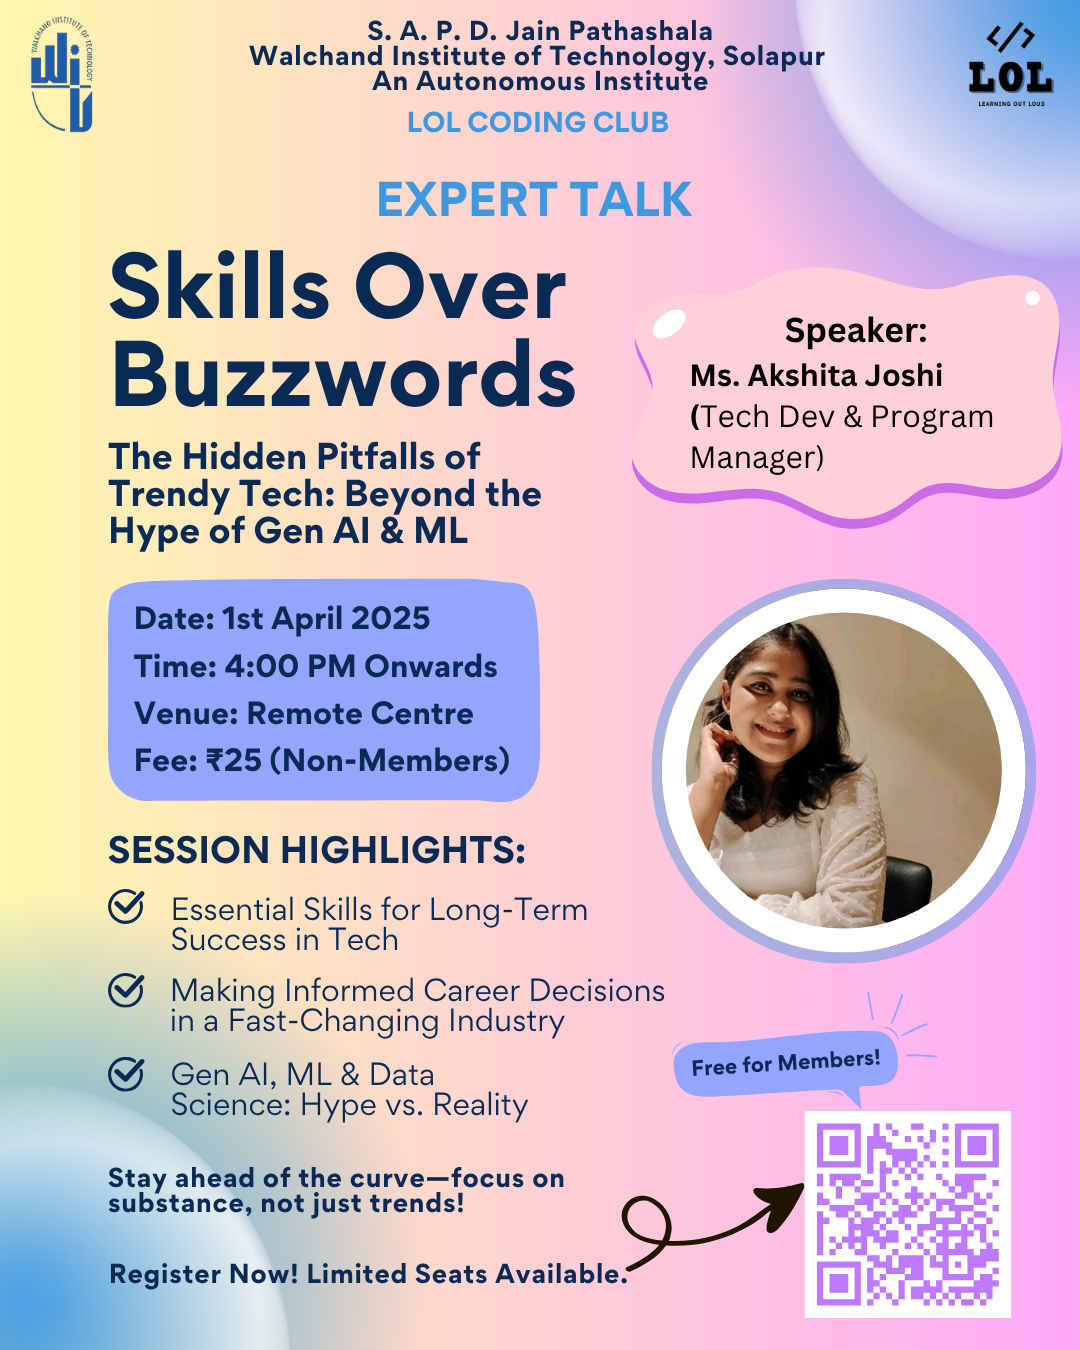 WALCHAND INSTITUTE OF TECHNOLOGY
S. A. P. D. Jain Pathashala
Walchand Institute of Technology, Solapur
An Autonomous Institute
LOL CODING CLUB
</>
LOL
LEARNING OUT LOUD
EXPERT TALK
Skills Over
Buzzwords
The Hidden Pitfalls of
Trendy Tech: Beyond the
Hype of Gen AI & ML
Speaker:
Ms. Akshita Joshi
(Tech Dev & Program
Manager)
Date: 1st April 2025
Time: 4:00 PM Onwards
Venue: Remote Centre
Fee: ₹25 (Non-Members)
SESSION HIGHLIGHTS:
Essential Skills for Long-Term
Success in Tech
Making Informed Career Decisions
in a Fast-Changing Industry
Gen AI, ML & Data
Science: Hype vs. Reality
Free for Members!
Stay ahead of the curve—focus on
substance, not just trends!
Register Now! Limited Seats Available.